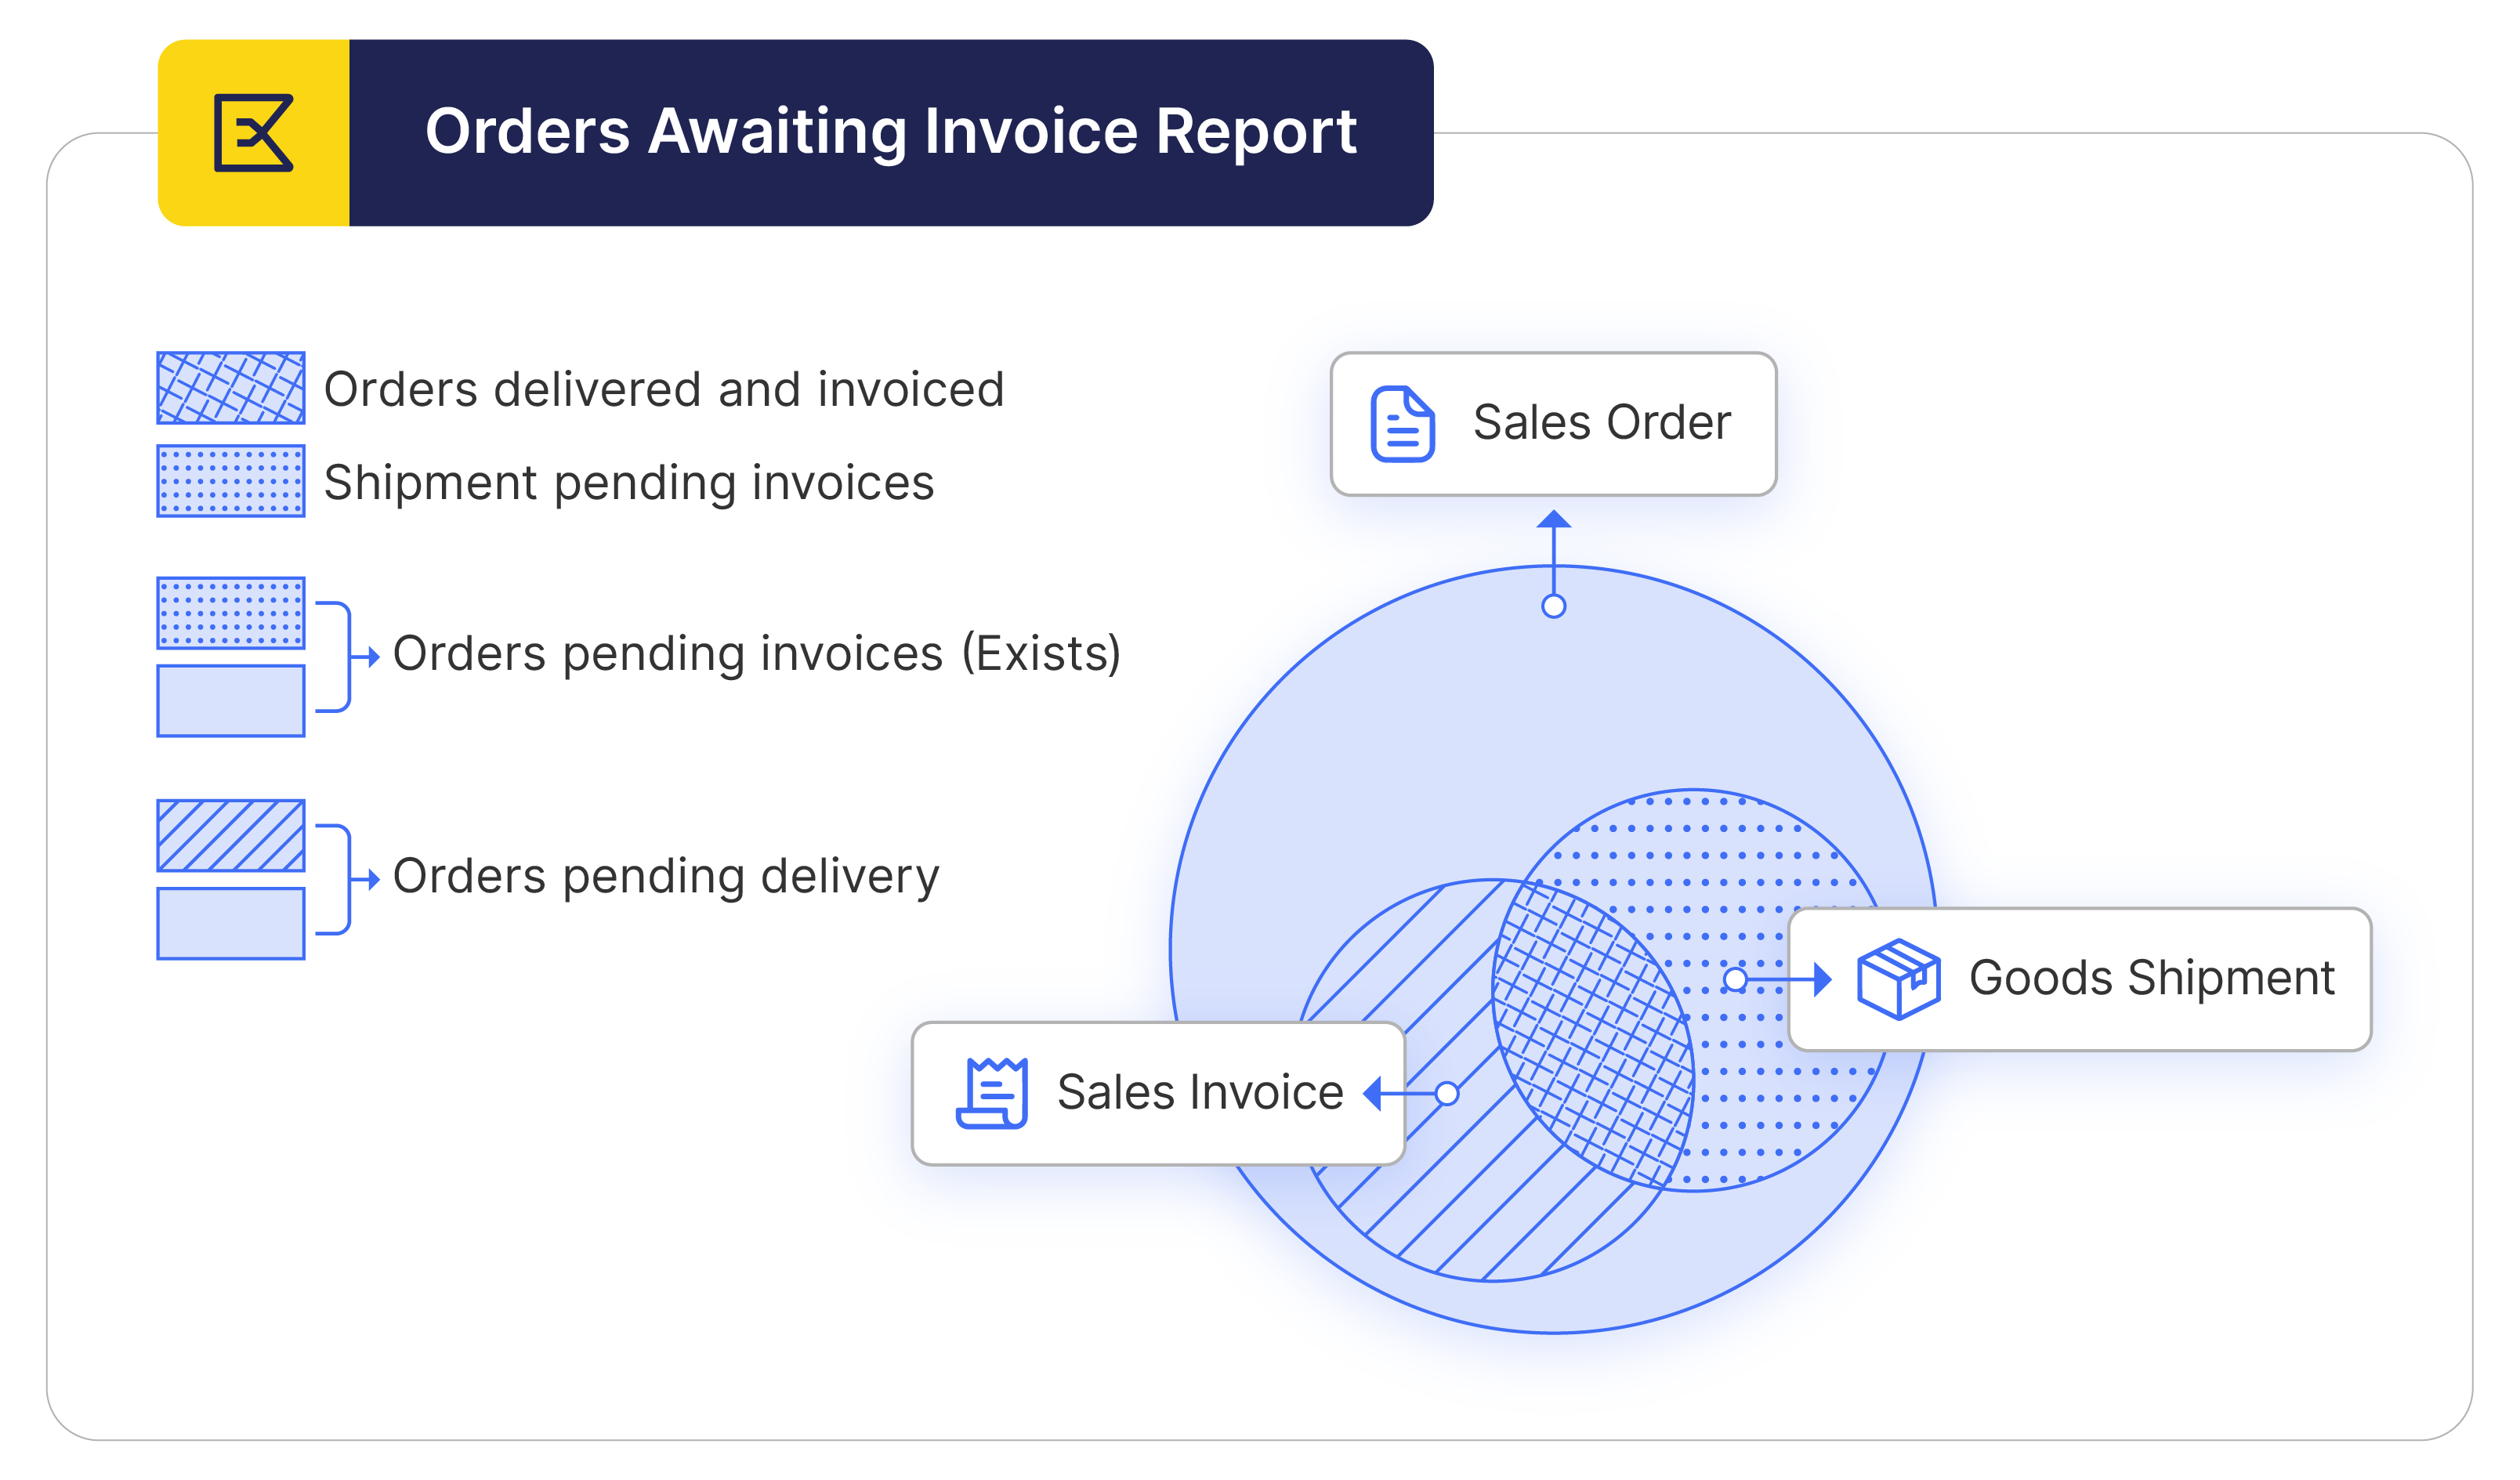 Orders Awaiting Invoice Report
Orders delivered and invoiced
Shipment pending invoices
Orders pending invoices (Exists)
Orders pending delivery
Sales Order
Goods Shipment
Sales Invoice